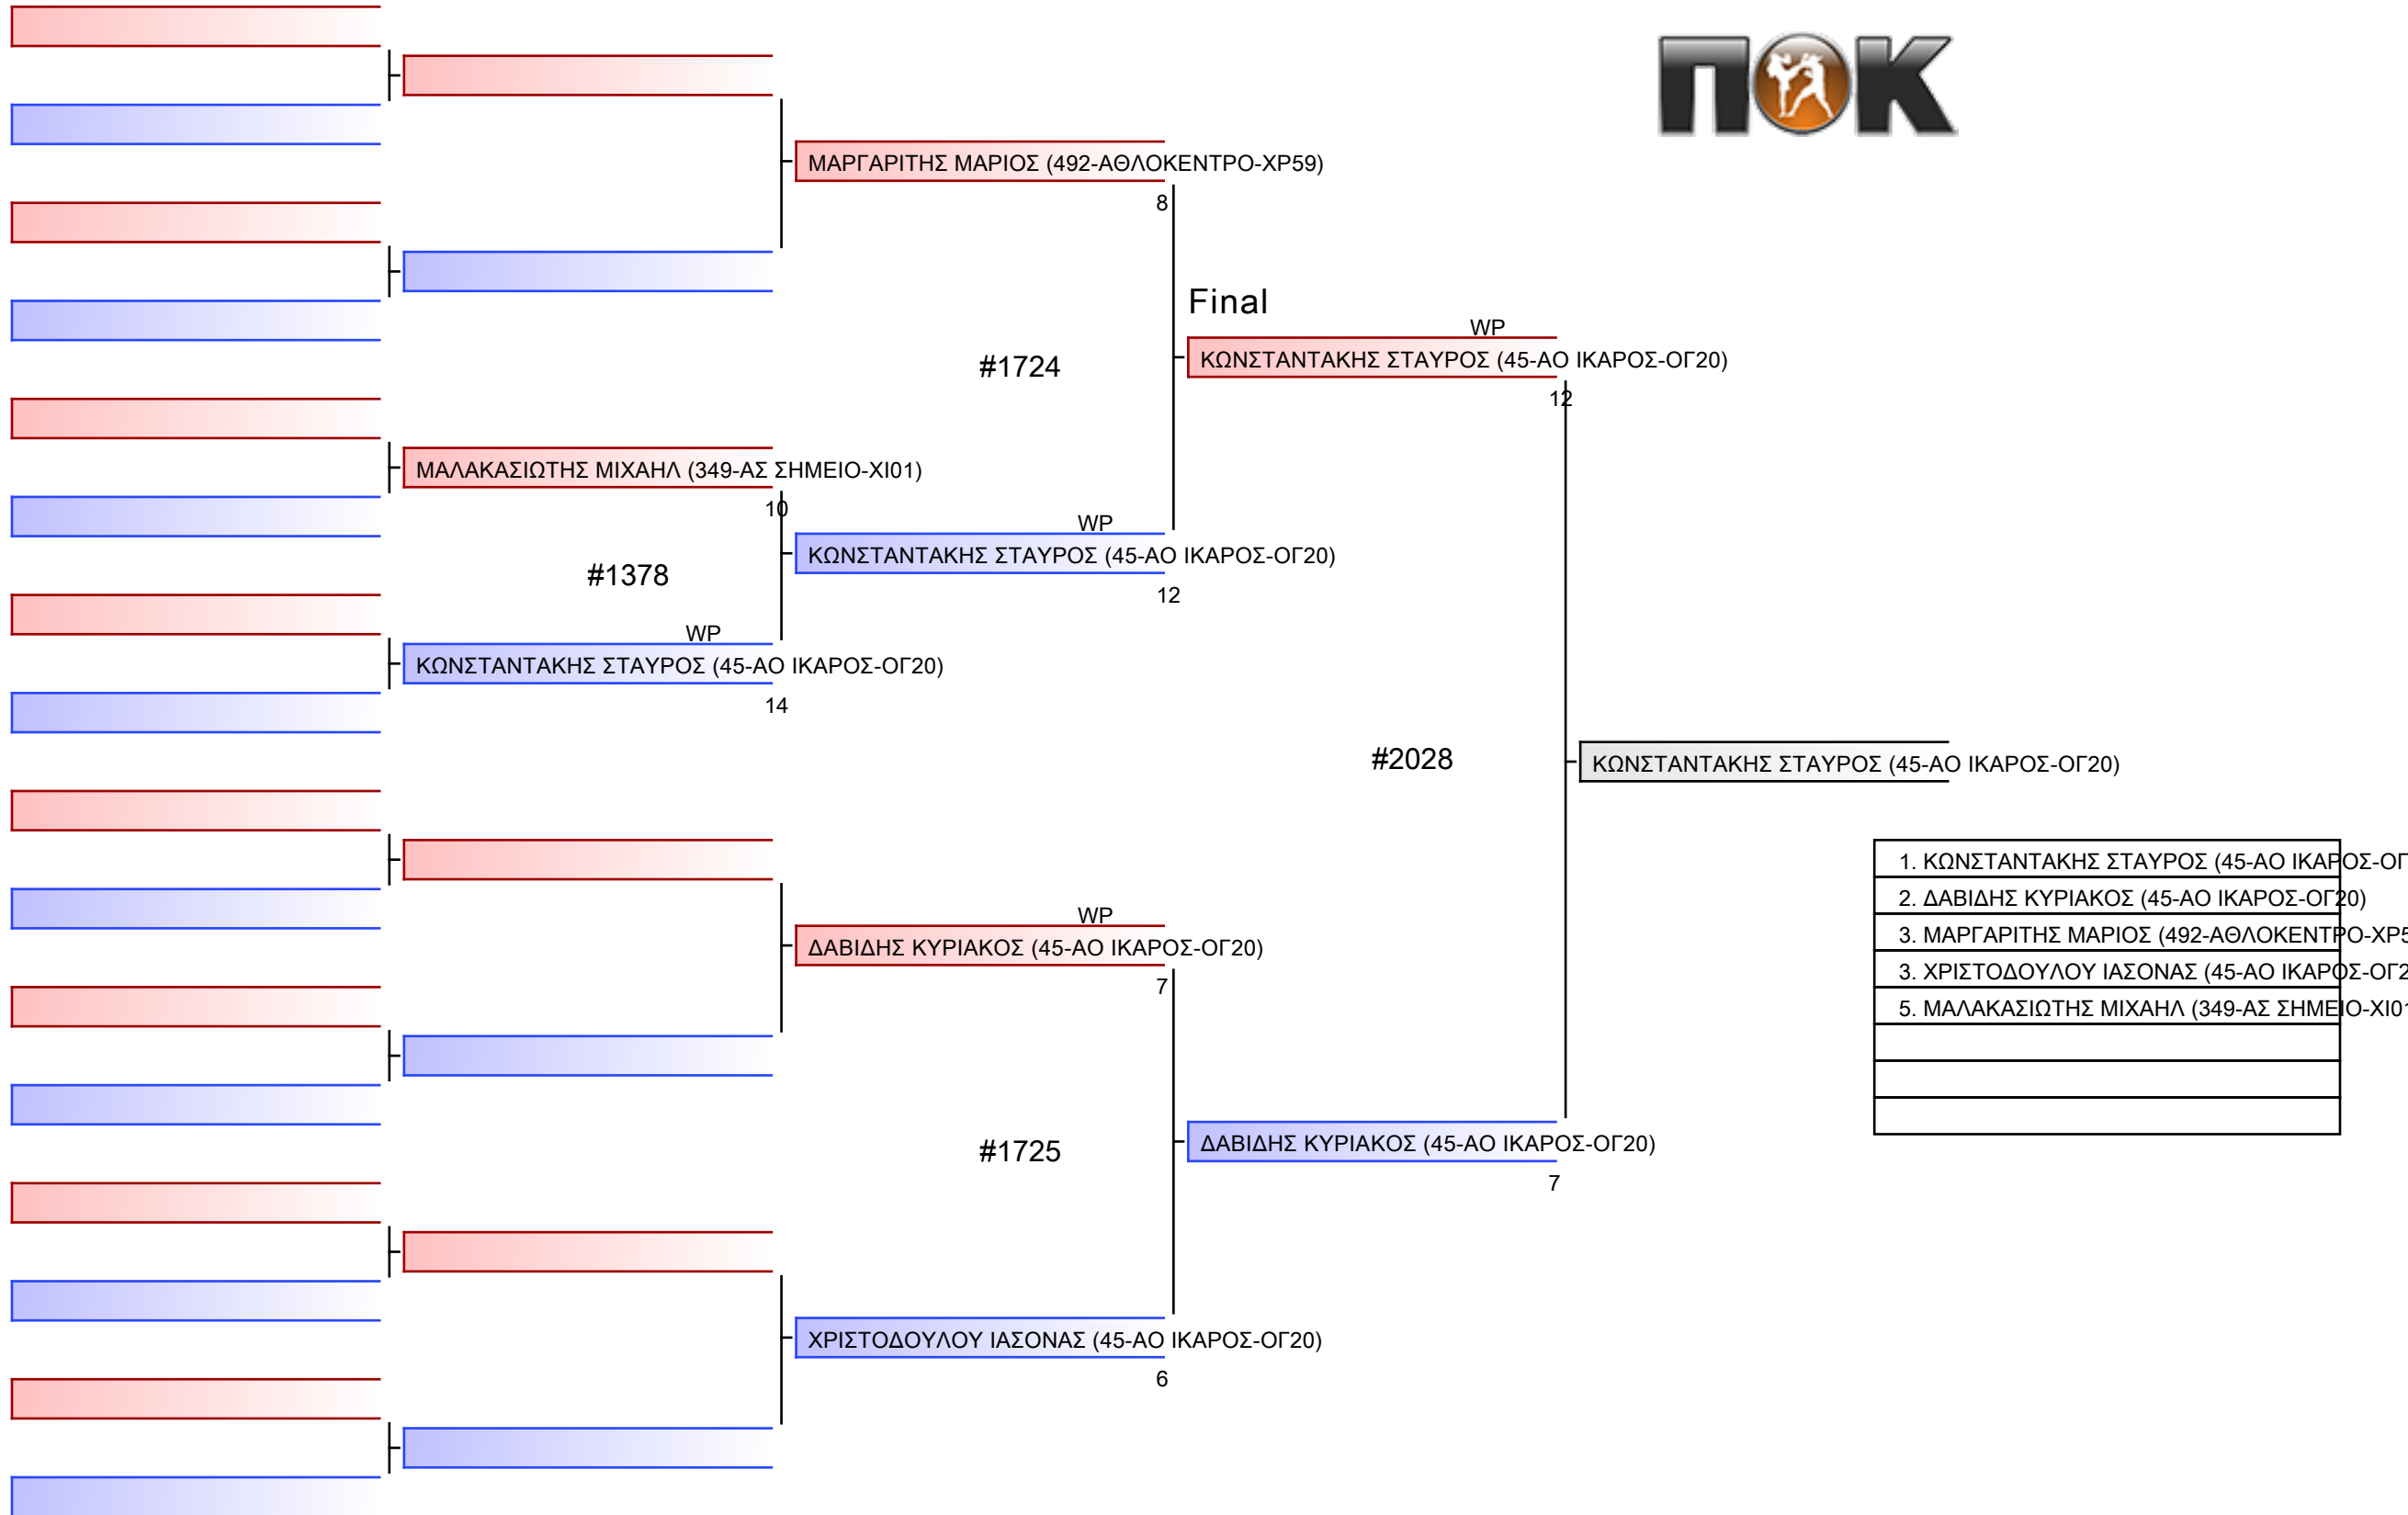 ΠΟΚ
ΜΑΡΓΑΡΙΤΗΣ ΜΑΡΙΟΣ (492-ΑΘΛΟΚΕΝΤΡΟ-ΧΡ59)
8
Final
WP
#1724
ΚΩΝΣΤΑΝΤΑΚΗΣ ΣΤΑΥΡΟΣ (45-ΑΟ ΙΚΑΡΟΣ-ΟΓ20)
12
ΜΑΛΑΚΑΣΙΩΤΗΣ ΜΙΧΑΗΛ (349-ΑΣ ΣΗΜΕΙΟ-ΧΙ01)
10
WP
ΚΩΝΣΤΑΝΤΑΚΗΣ ΣΤΑΥΡΟΣ (45-ΑΟ ΙΚΑΡΟΣ-ΟΓ20)
#1378
12
WP
ΚΩΝΣΤΑΝΤΑΚΗΣ ΣΤΑΥΡΟΣ (45-ΑΟ ΙΚΑΡΟΣ-ΟΓ20)
14
#2028
ΚΩΝΣΤΑΝΤΑΚΗΣ ΣΤΑΥΡΟΣ (45-ΑΟ ΙΚΑΡΟΣ-ΟΓ20)
1. ΚΩΝΣΤΑΝΤΑΚΗΣ ΣΤΑΥΡΟΣ (45-ΑΟ ΙΚΑΡΟΣ-ΟΓ
2. ΔΑΒΙΔΗΣ ΚΥΡΙΑΚΟΣ (45-ΑΟ ΙΚΑΡΟΣ-ΟΓ20)
3. ΜΑΡΓΑΡΙΤΗΣ ΜΑΡΙΟΣ (492-ΑΘΛΟΚΕΝΤΡΟ-ΧΡ5
3. ΧΡΙΣΤΟΔΟΥΛΟΥ ΙΑΣΟΝΑΣ (45-ΑΟ ΙΚΑΡΟΣ-ΟΓ2
5. ΜΑΛΑΚΑΣΙΩΤΗΣ ΜΙΧΑΗΛ (349-ΑΣ ΣΗΜΕΙΟ-ΧΙ01
WP
ΔΑΒΙΔΗΣ ΚΥΡΙΑΚΟΣ (45-ΑΟ ΙΚΑΡΟΣ-ΟΓ20)
7
#1725
ΔΑΒΙΔΗΣ ΚΥΡΙΑΚΟΣ (45-ΑΟ ΙΚΑΡΟΣ-ΟΓ20)
7
ΧΡΙΣΤΟΔΟΥΛΟΥ ΙΑΣΟΝΑΣ (45-ΑΟ ΙΚΑΡΟΣ-ΟΓ20)
6